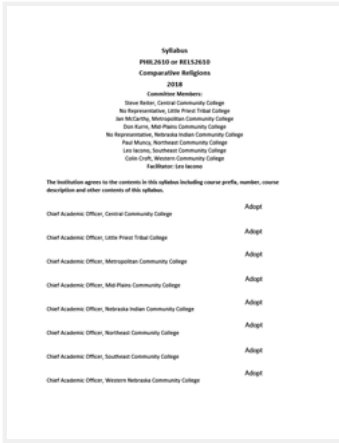 Syllabus
PHIL2610 or RELS2610
Comparative Religions
2018
Committee Members:
Steve Reiter, Central Community College
No Representative, Little Priest Tribal College
Jan McCarthy, Metropolitan Community College
Don Kurre, Mid-Plains Community College
No Representative, Nebraska Indian Community College
Paul Muncy, Northeast Community College
Leo Iacono, Southeast Community College
Colin Croft, Western Community College
Facilitator: Leo Iacono
The Institution agrees to the contents in this syllabus including course prefix, number, course
description and other contents of this syllabus.
Adopt
Chief Academic Officer, Central Community College
Adopt
Chief Academic Officer, Little Priest Tribal College
Adopt
Chief Academic Officer, Metropolitan Community College
Adopt
Chief Academic Officer, Mid-Plains Community College
Adopt
Chief Academic Officer, Nebraska Indian Community College
Adopt
Chief Academic Officer, Northeast Community College
Adopt
Chief Academic Officer, Southeast Community College
Adopt
Chief Academic Officer, Western Nebraska Community College